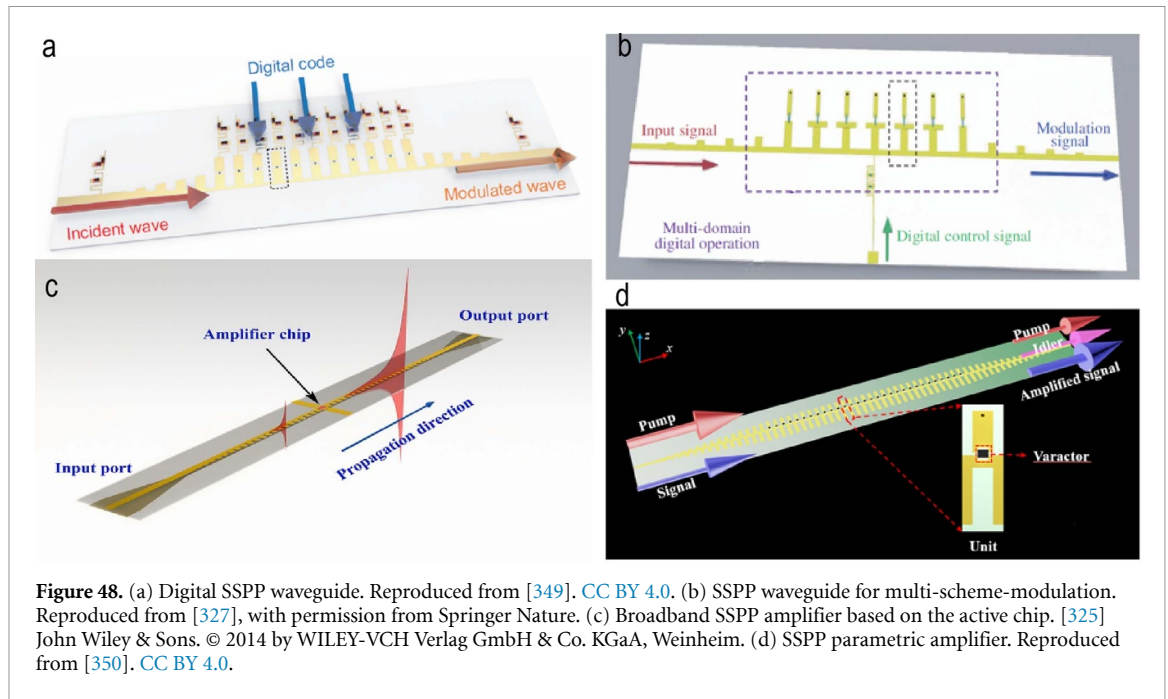 a
Digital code
Incident wave
Modulated wave
b
Input signal
Modulation
signal
Multi-domain
digital operation
Digital control signal
c
Amplifier chip
Output port
Input port
Propagation direction
d
y
z
x
Pump
Idler
Amplified signal
Pump
Signal
Varactor
Unit
Figure 48. (a) Digital SSPP waveguide. Reproduced from [349]. CC BY 4.0. (b) SSPP waveguide for multi-scheme-modulation.
Reproduced from [327], with permission from Springer Nature. (c) Broadband SSPP amplifier based on the active chip. [325]
John Wiley & Sons. © 2014 by WILEY-VCH Verlag GmbH & Co. KGaA, Weinheim. (d) SSPP parametric amplifier. Reproduced
from [350]. CC BY 4.0.